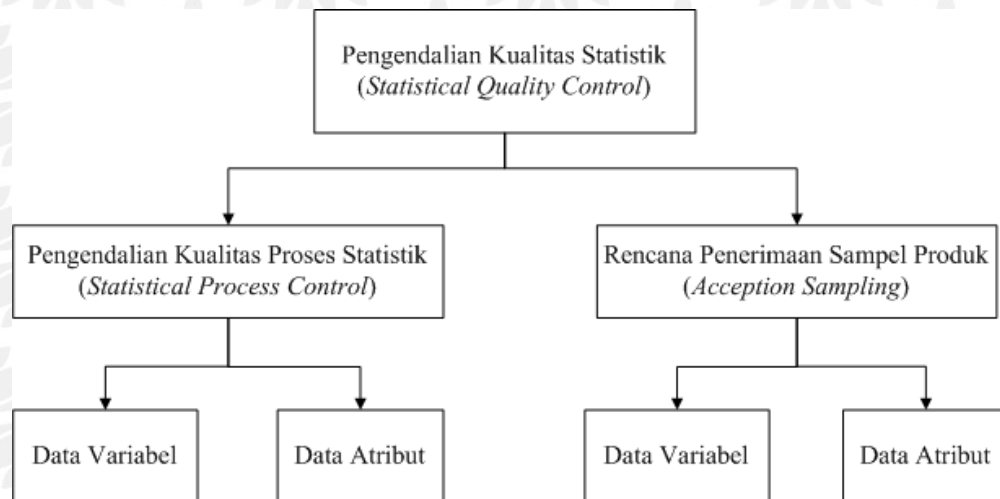 Pengendalian Kualitas Statistik
(Statistical Quality Control)
Pengendalian Kualitas Proses Statistik
(Statistical Process Control)
Rencana Penerimaan Sampel Produk
(Acception Sampling)
Data Variabel
Data Atribut
Data Variabel
Data Atribut